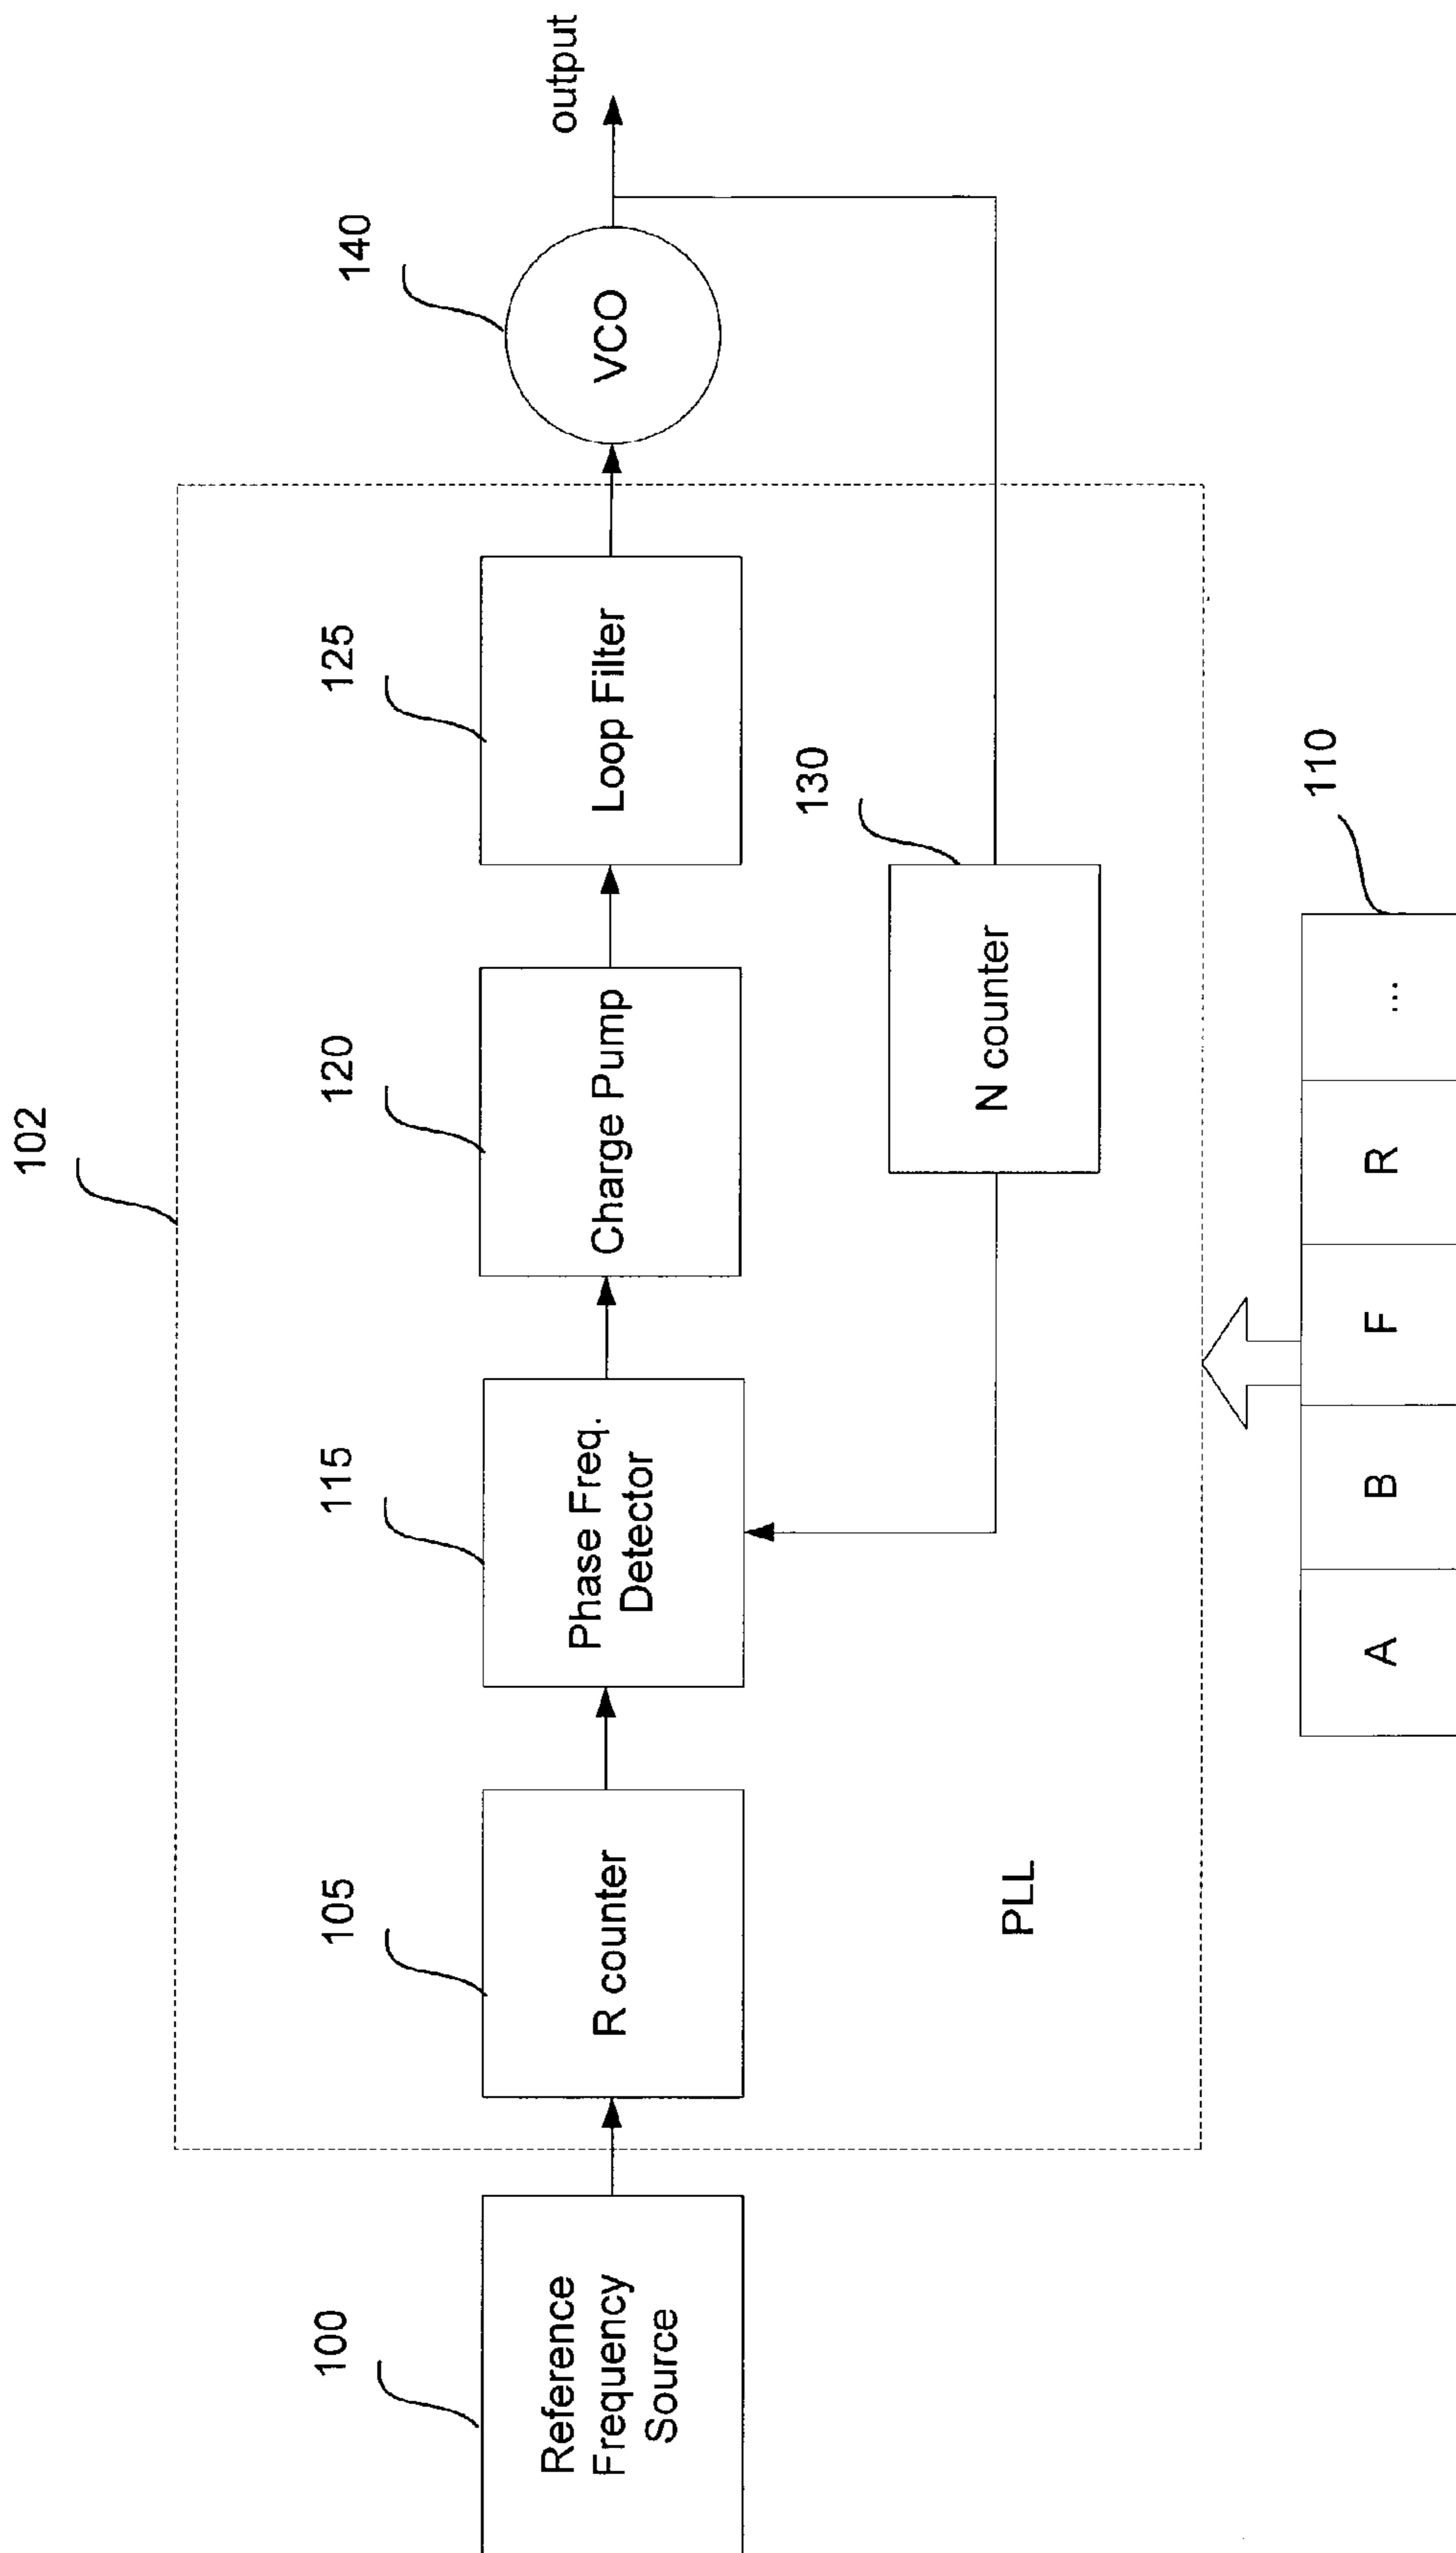 102
140
output
100
Reference
Frequency
Source
105
R counter
115
Phase Freq.
Detector
120
Charge Pump
125
Loop Filter
VCO
130
N counter
PLL
110
A
B
F
R
...